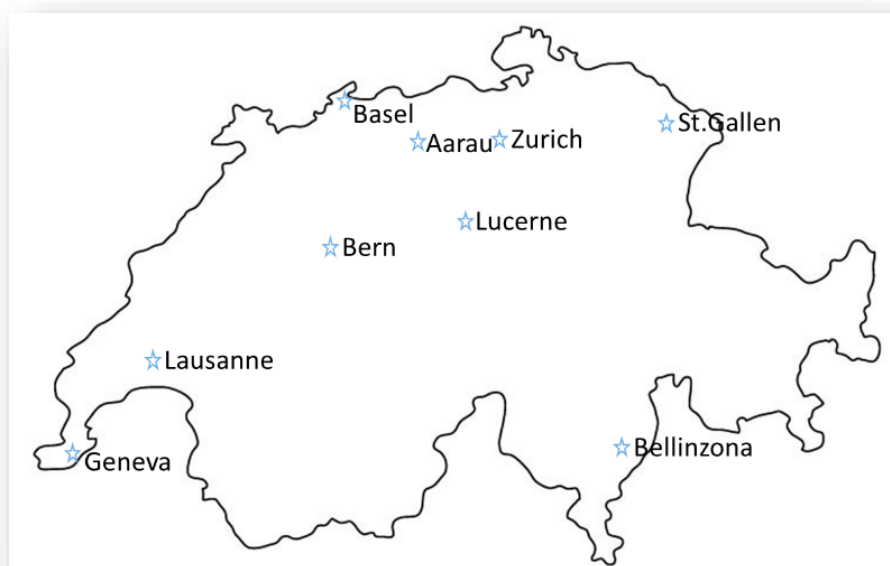 Basel
Aarau
Zurich
St.Gallen
Lucerne
Bern
Lausanne
Geneva
Bellinzona